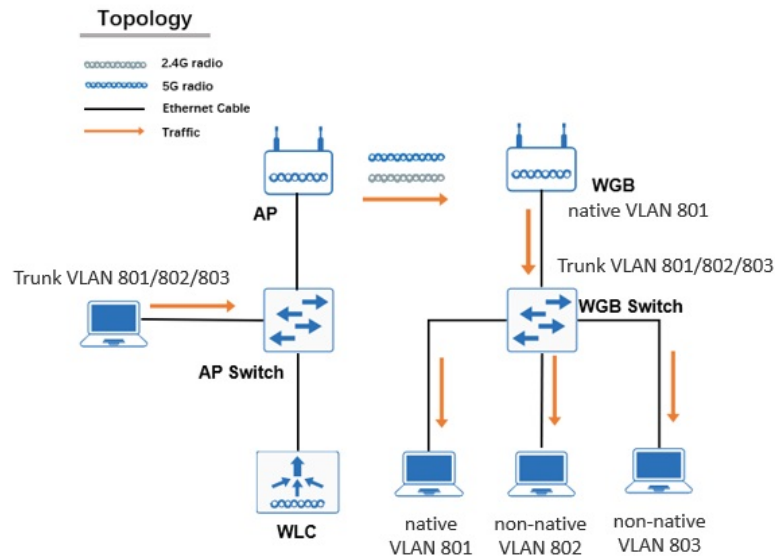 Topology
2.4G radio
5G radio
Ethernet Cable
Traffic
AP
WGB
native VLAN 801
Trunk VLAN 801/802/803
Trunk VLAN 801/802/803
WGB Switch
AP Switch
WLC
native
VLAN 801
non-native
VLAN 802
non-native
VLAN 803